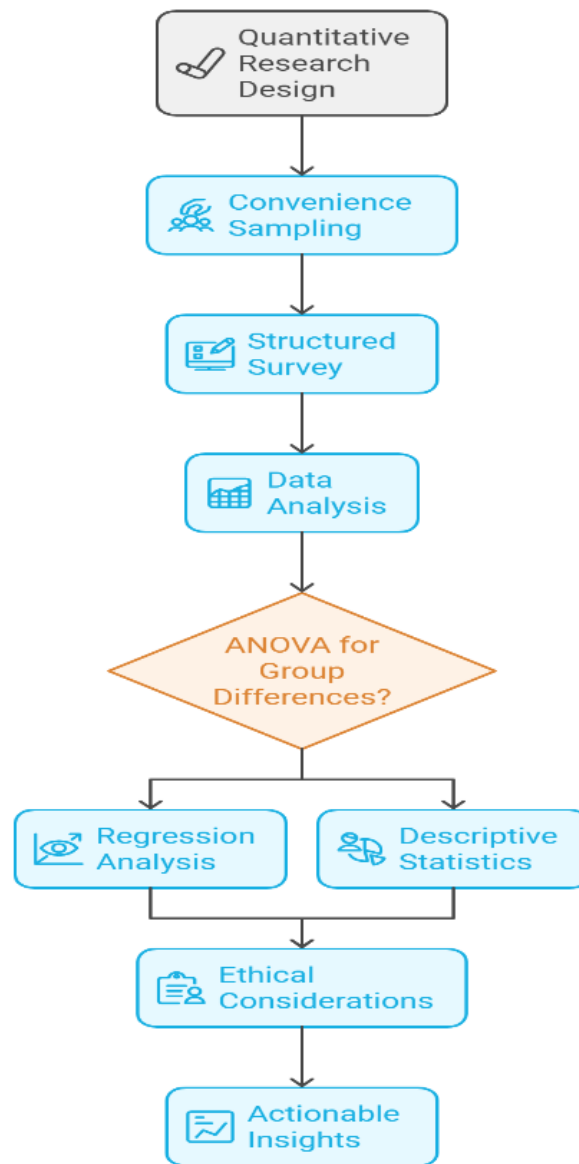 Quantitative
Research
Design
Convenience
Sampling
Structured
Survey
Data
Analysis
ANOVA for
Group
Differences?
Regression
Analysis
Descriptive
Statistics
Ethical
Considerations
Actionable
Insights